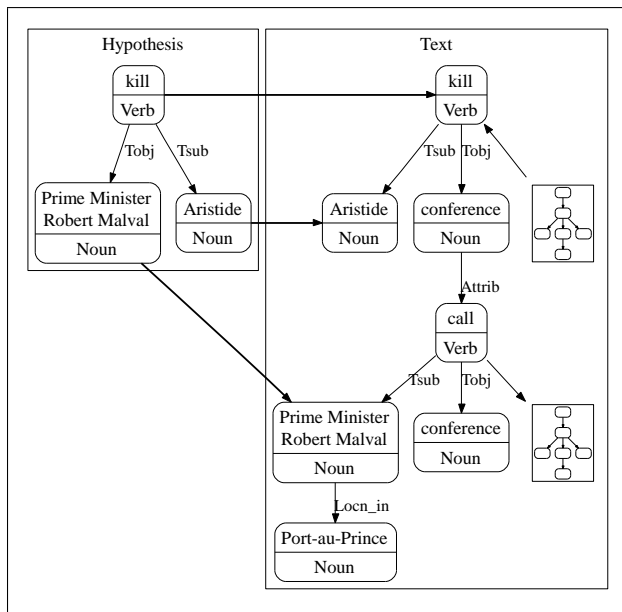 Hypothesis
Text
kill
Verb
kill
Verb
Tobj
Tsub
Tsub
Tobj
Prime Minister
Robert Malval
Noun
Aristide
Noun
Aristide
Noun
conference
Noun
Attrib
call
Verb
Tsub
Tobj
Prime Minister
Robert Malval
Noun
conference
Noun
Locn_in
Port-au-Prince
Noun